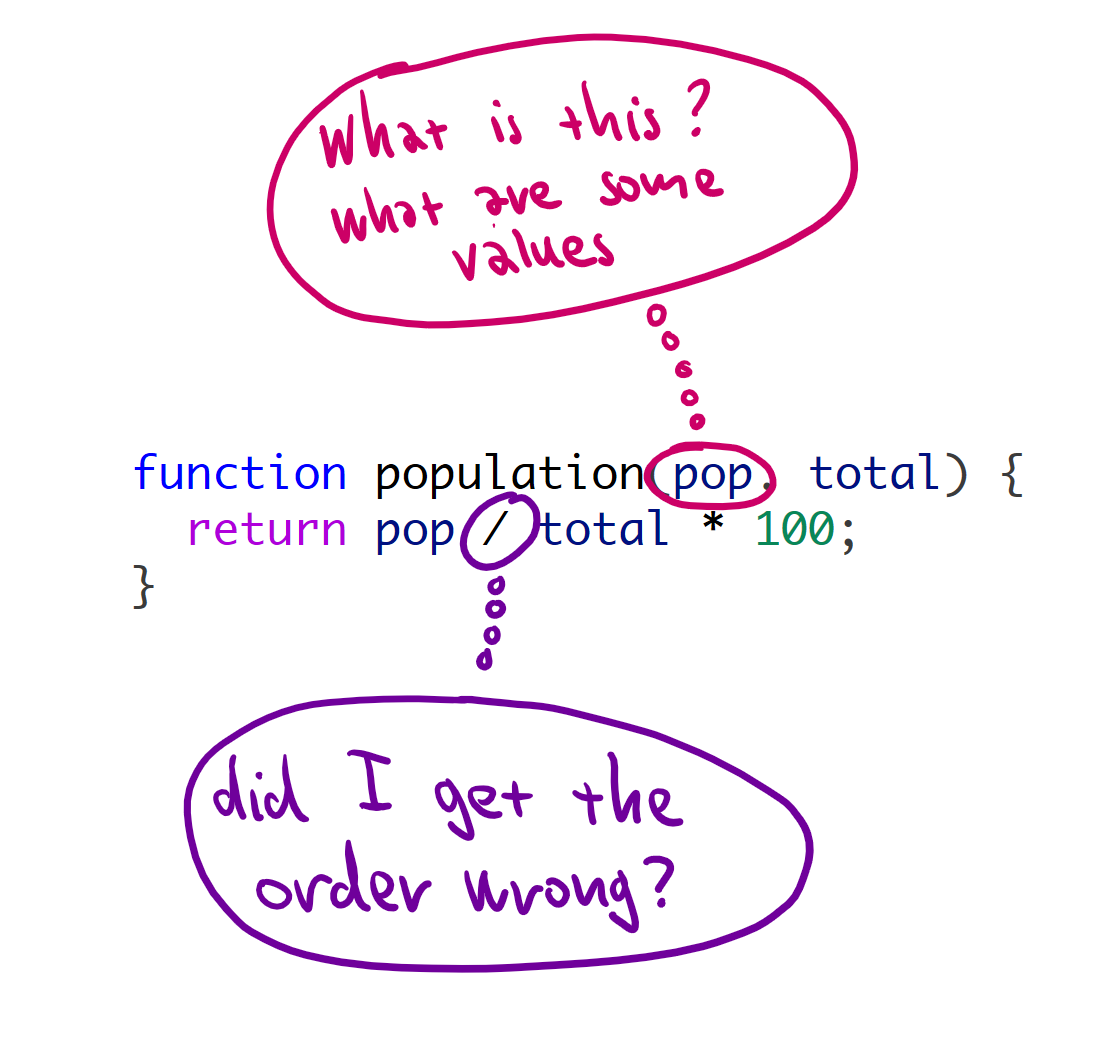 What is this?
what are some
values
function population(pop, total) {
return pop / total * 100;
}
did I get the
order wrong?